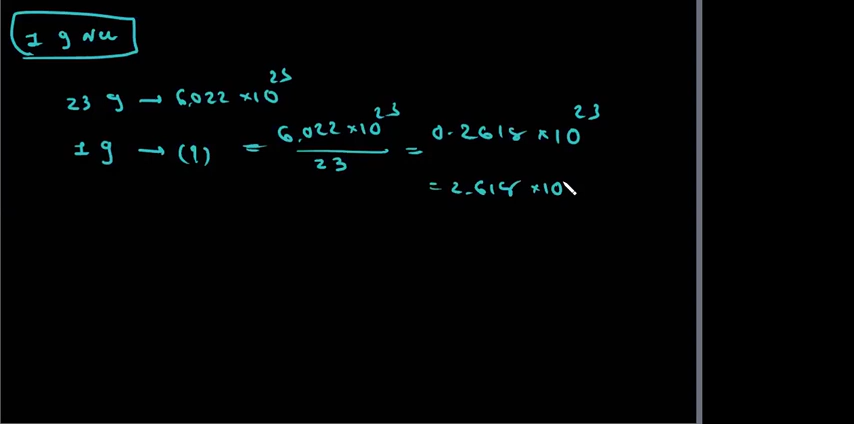 1 g Na
23 g → 6.022 × 10^23
1 g → (?) = 6.022 × 10^23 / 23 = 0.2618 × 10^23
= 2.618 × 10